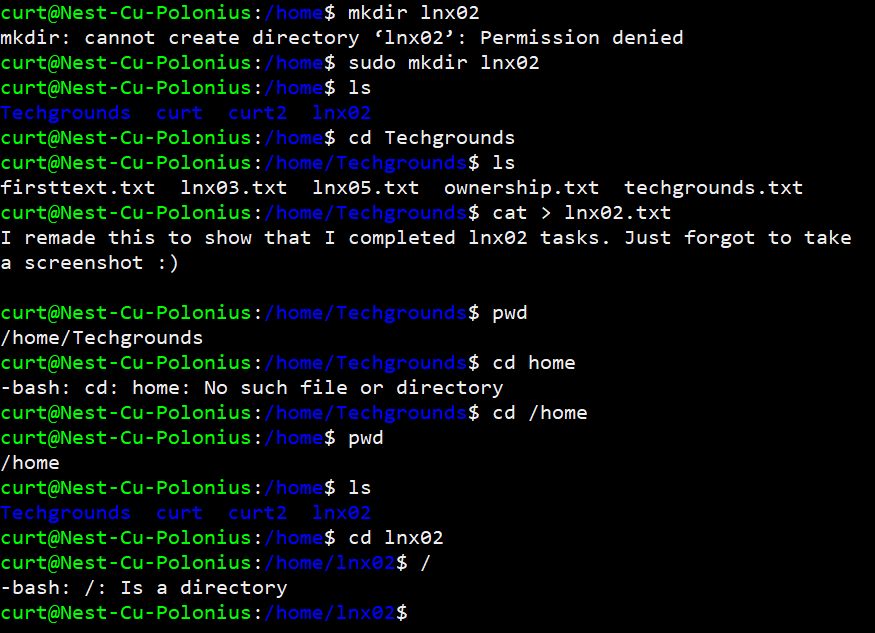 curt@Nest-Cu-Polonius:/home$ mkdir lnx02
mkdir: cannot create directory ‘lnx02’: Permission denied
curt@Nest-Cu-Polonius:/home$ sudo mkdir lnx02
curt@Nest-Cu-Polonius:/home$ ls
Techgrounds  curt  curt2  lnx02
curt@Nest-Cu-Polonius:/home$ cd Techgrounds
curt@Nest-Cu-Polonius:/home/Techgrounds$ ls
firsttext.txt  lnx03.txt  lnx05.txt  ownership.txt  techgrounds.txt
curt@Nest-Cu-Polonius:/home/Techgrounds$ cat > lnx02.txt
I remade this to show that I completed lnx02 tasks. Just forgot to take
a screenshot :)
curt@Nest-Cu-Polonius:/home/Techgrounds$ pwd
/home/Techgrounds
curt@Nest-Cu-Polonius:/home/Techgrounds$ cd home
-bash: cd: home: No such file or directory
curt@Nest-Cu-Polonius:/home/Techgrounds$ cd /home
curt@Nest-Cu-Polonius:/home$ pwd
/home
curt@Nest-Cu-Polonius:/home$ ls
Techgrounds  curt  curt2  lnx02
curt@Nest-Cu-Polonius:/home$ cd lnx02
curt@Nest-Cu-Polonius:/home/lnx02$ /
-bash: /: Is a directory
curt@Nest-Cu-Polonius:/home/lnx02$